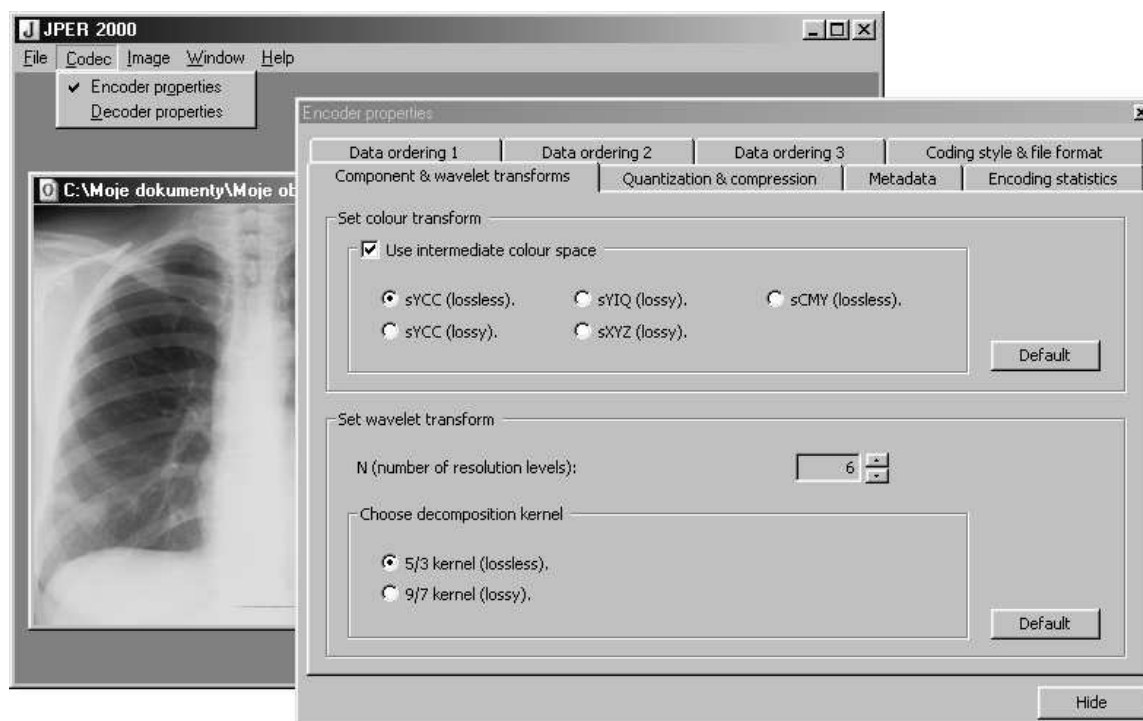 JPER 2000
File Codec Image Window Help
Encoder properties
Decoder properties
C:\Moje dokumenty\Moje ob
Encoder properties
Data ordering 1 Data ordering 2 Data ordering 3 Coding style & file format
Component & wavelet transforms Quantization & compression Metadata Encoding statistics
Set colour transform
Use intermediate colour space
sYCC (lossless). sYIQ (lossy). sCMY (lossless).
sYCC (lossy). sXYZ (lossy).
Default
Set wavelet transform
N (number of resolution levels): 6
Choose decomposition kernel
5/3 kernel (lossless).
9/7 kernel (lossy).
Default
Hide